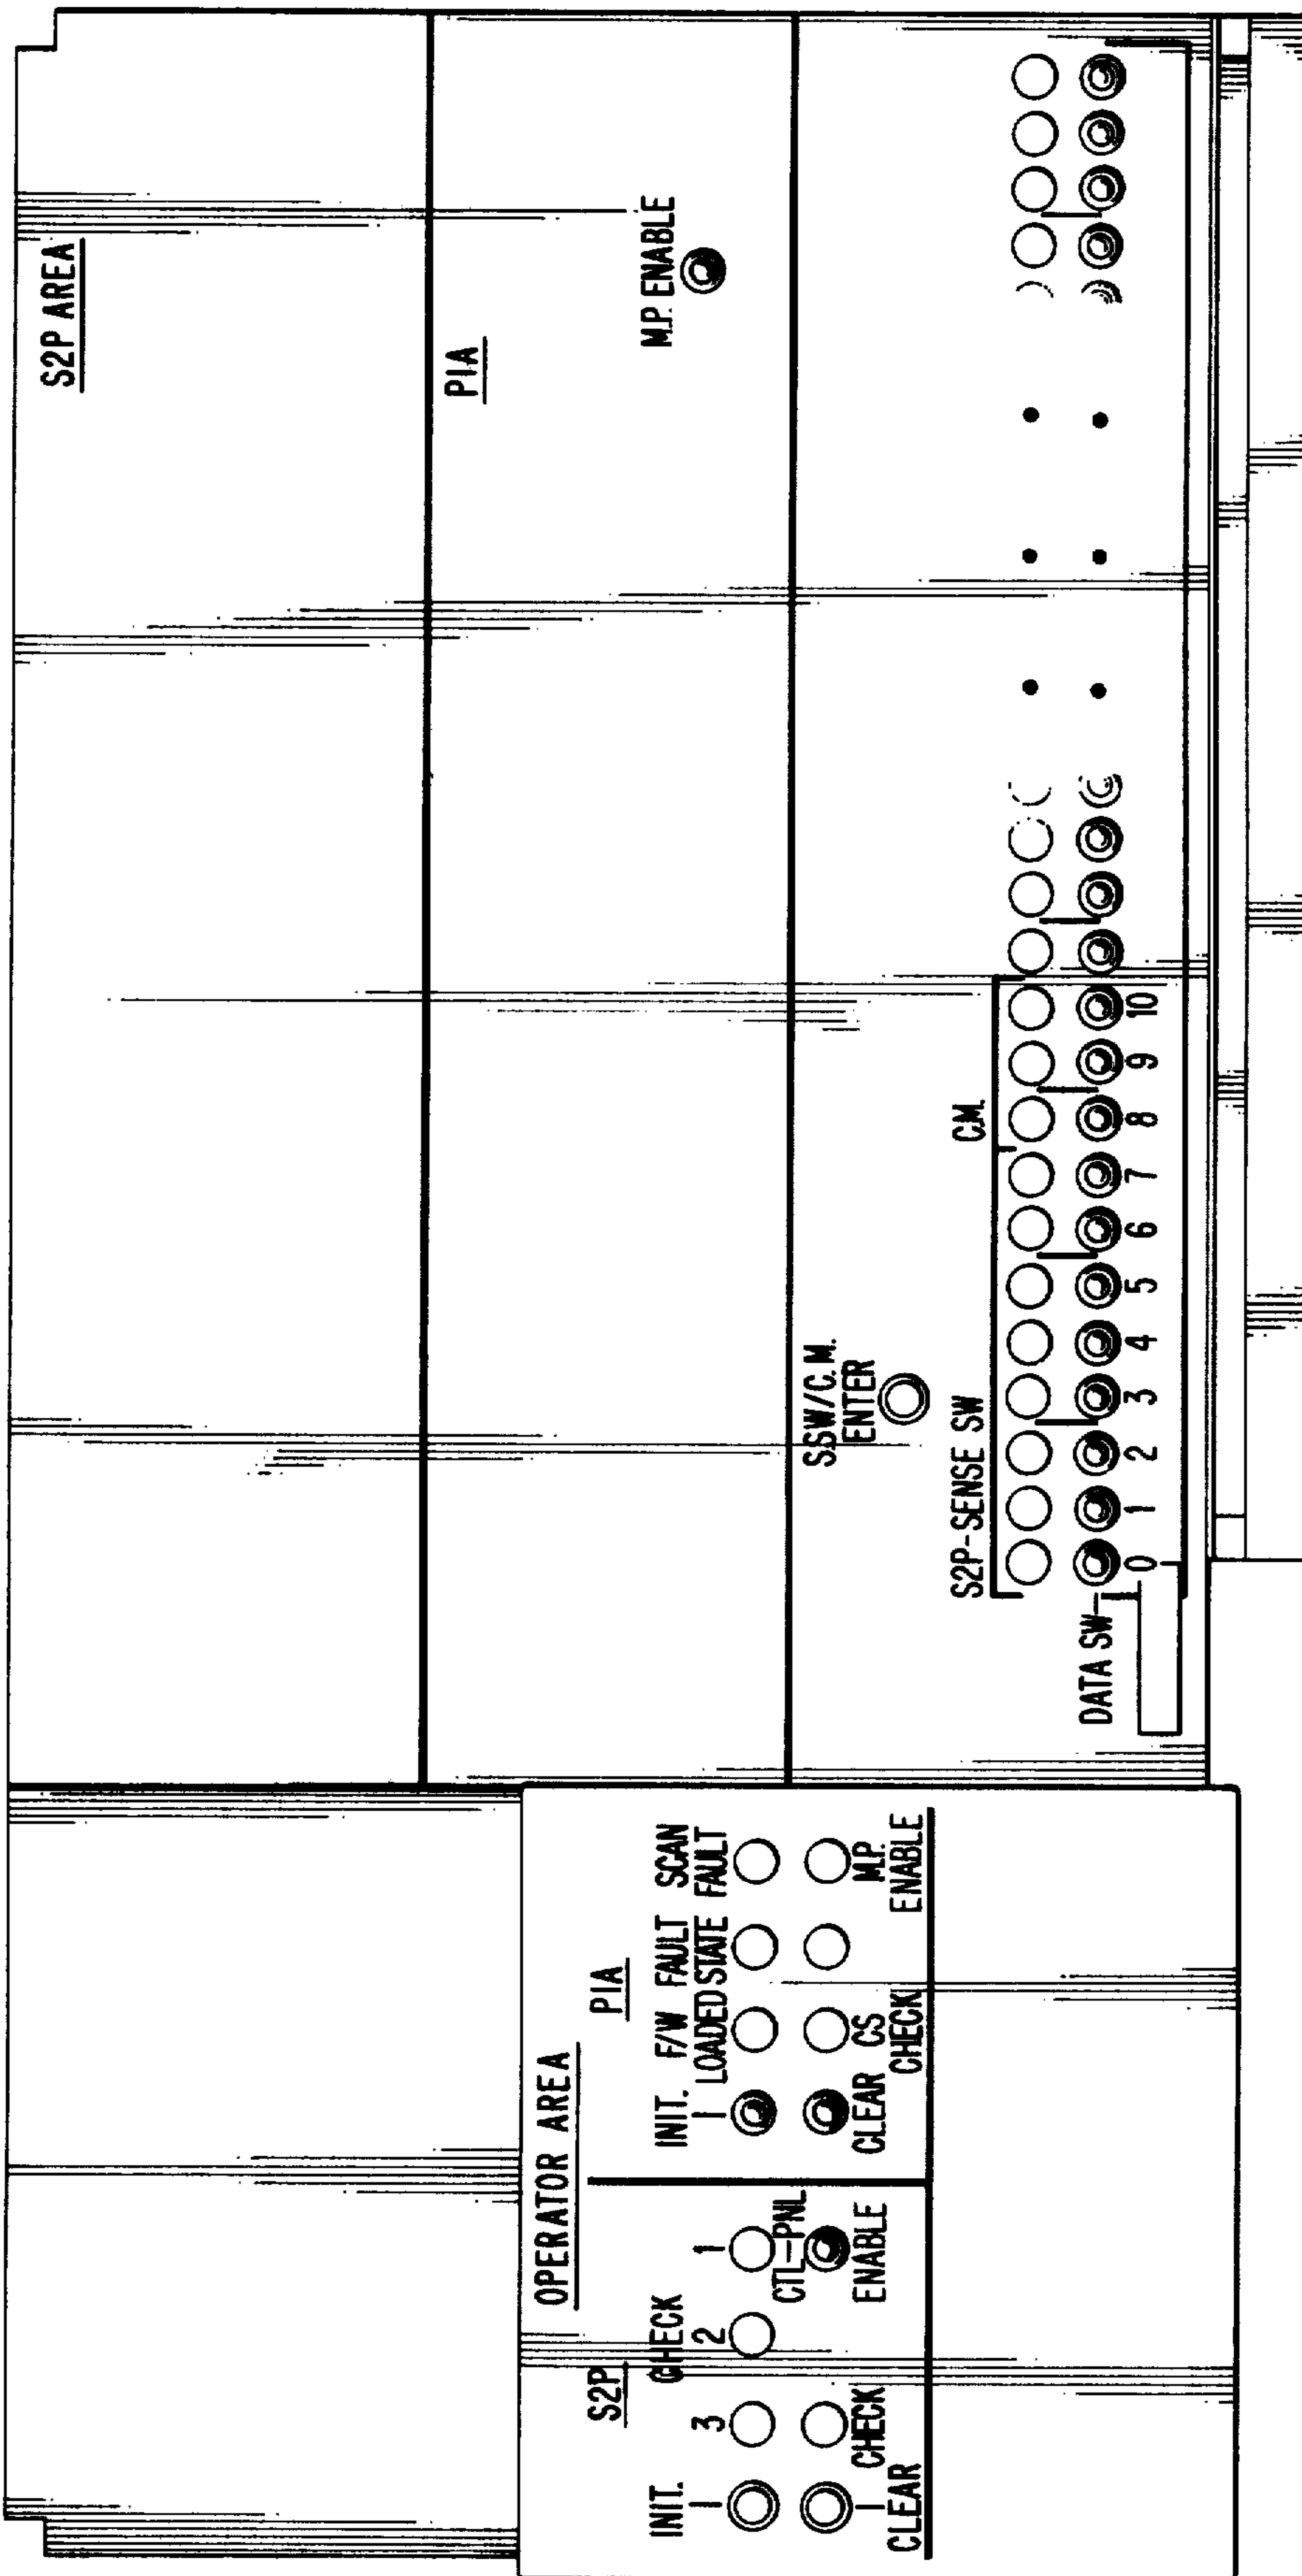 S2P AREA
PIA
M.P. ENABLE
S.SW/C.M.
ENTER
S2P-SENSE SW
C.M.
DATA SW
0 1 2 3 4 5 6 7 8 9 10
OPERATOR AREA
S2P
CHECK
INIT.
3 2 1
CTL-PNL
CHECK
ENABLE
CLEAR
PIA
INIT. F/W FAULT SCAN
LOADED STATE FAULT
CLEAR CS M.P.
CHECK ENABLE